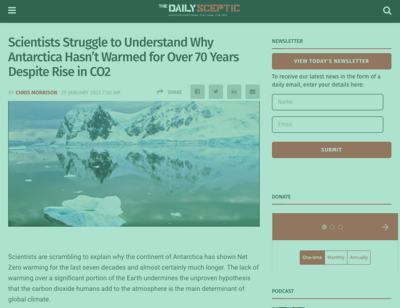 THE DAILY SCEPTIC
Scientists Struggle to Understand Why
Antarctica Hasn't Warmed for Over 70 Years
Despite Rise in CO2
BY CHRIS MORRISON 29 JANUARY 2023 7:00 AM
SHARE
Scientists are scrambling to explain why the continent of Antarctica has shown Net
Zero warming for the last seven decades and almost certainly much longer. The lack of
warming over a significant portion of the Earth undermines the unproven hypothesis
that the carbon dioxide humans add to the atmosphere is the main determinant of
global climate.
NEWSLETTER
VIEW TODAY'S NEWSLETTER
To receive our latest news in the form of a
daily email, enter your details here:
Name
Email
SUBMIT
DONATE
One-time Monthly Annually
PODCAST